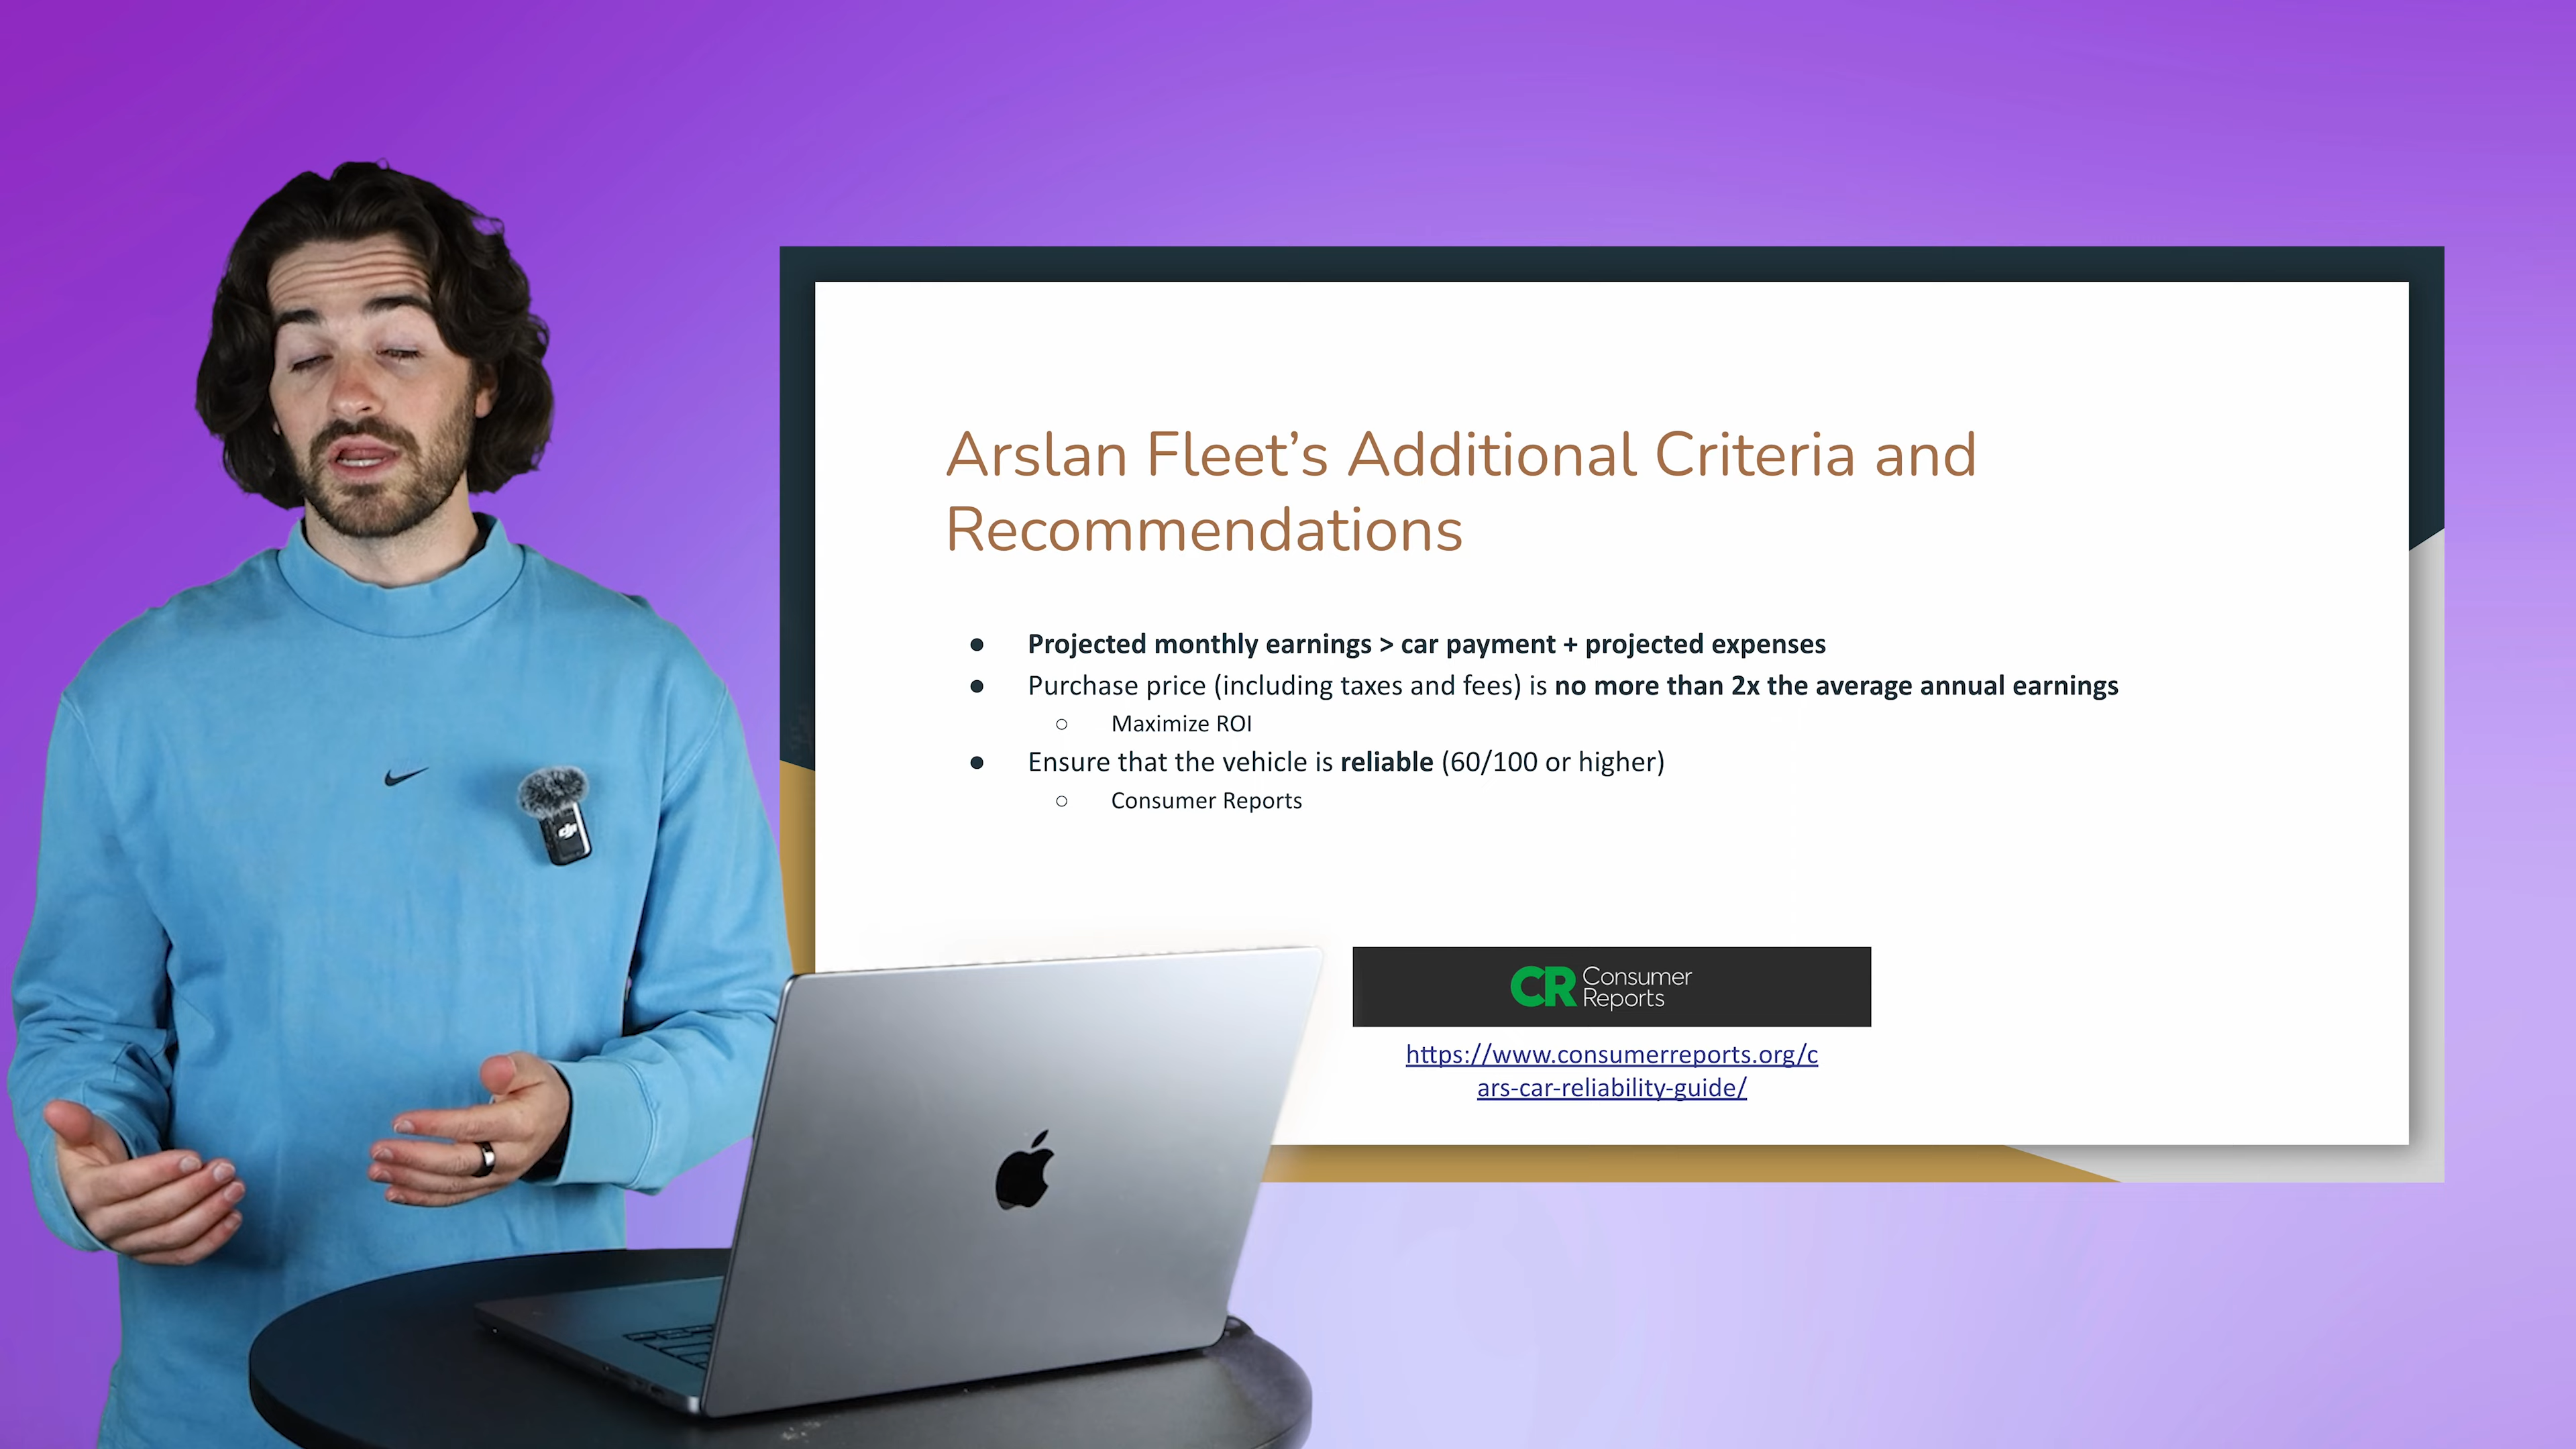 Arslan Fleet’s Additional Criteria and
Recommendations
● Projected monthly earnings > car payment + projected expenses
● Purchase price (including taxes and fees) is no more than 2x the average annual earnings
○ Maximize ROI
● Ensure that the vehicle is reliable (60/100 or higher)
○ Consumer Reports
CR Consumer
Reports
https://www.consumerreports.org/c
ars-car-reliability-guide/
dji